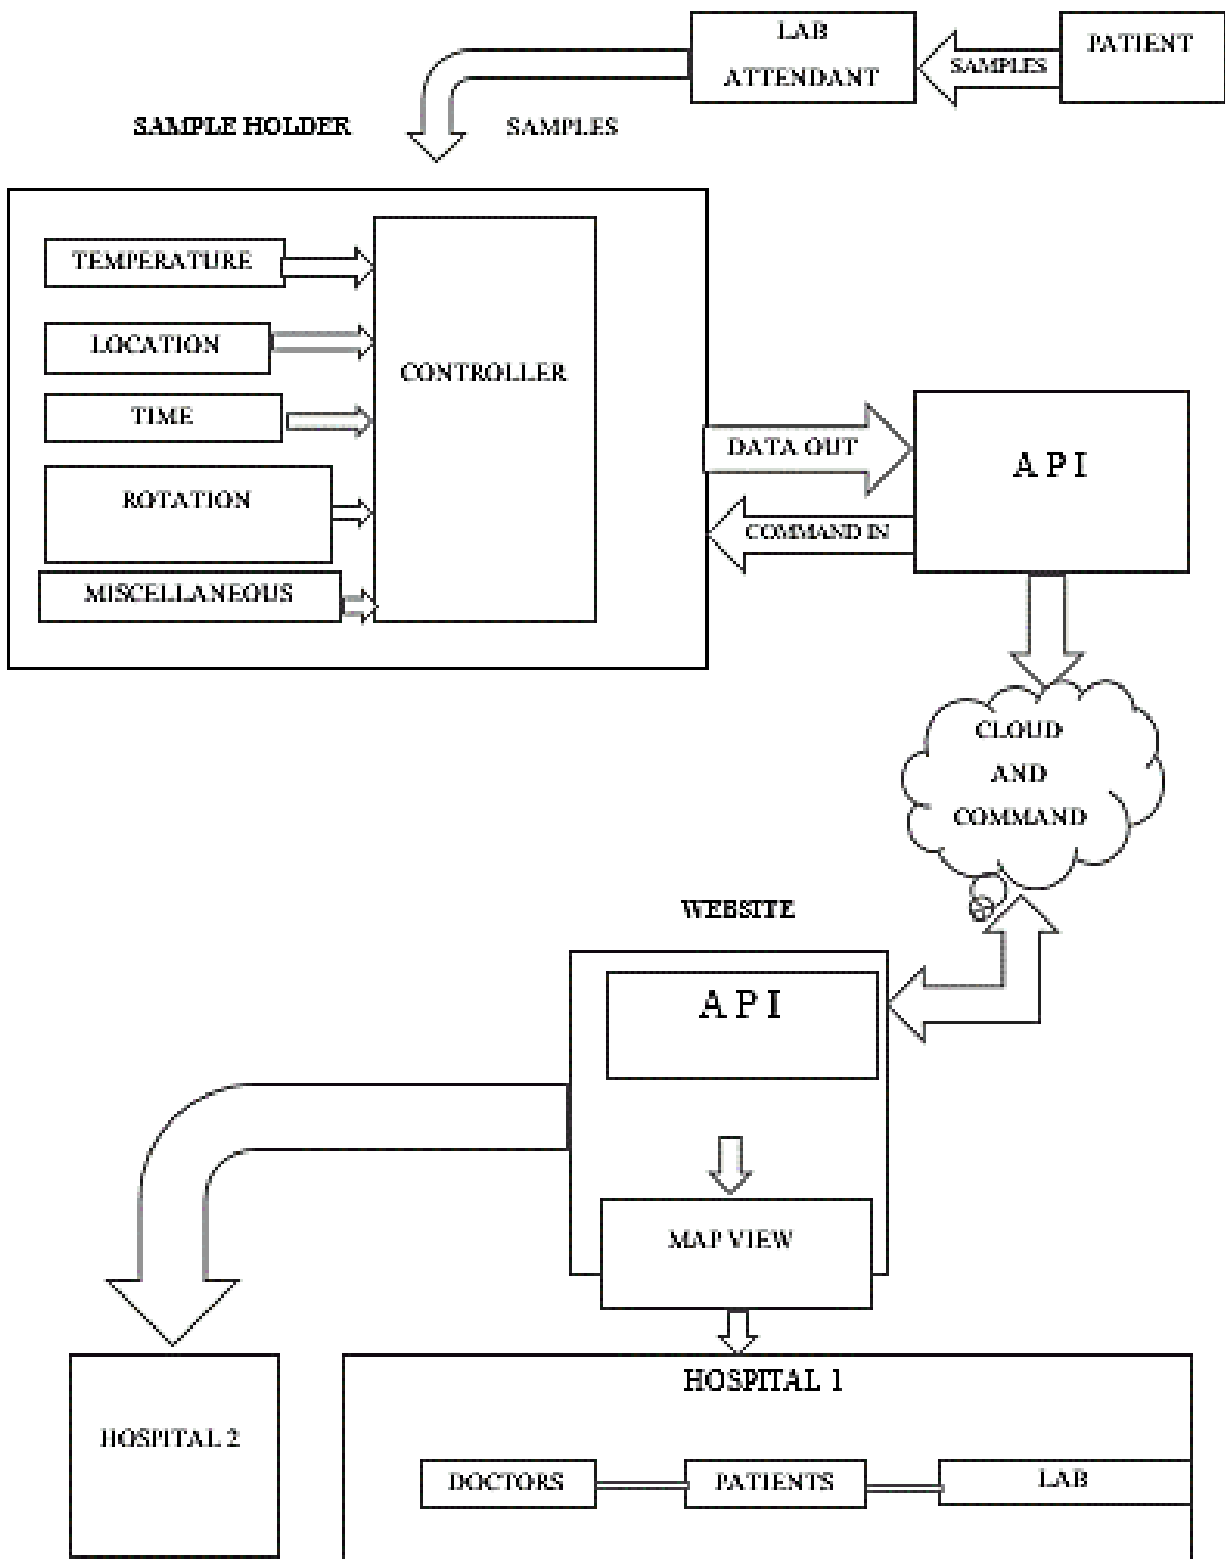 LAB
ATTENDANT
SAMPLES
PATIENT
SAMPLE HOLDER
SAMPLES
TEMPERATURE
LOCATION
TIME
ROTATION
MISCELLANEOUS
CONTROLLER
DATA OUT
COMMAND IN
API
CLOUD
AND
COMMAND
WEBSITE
API
MAP VIEW
HOSPITAL 2
HOSPITAL 1
DOCTORS
PATIENTS
LAB